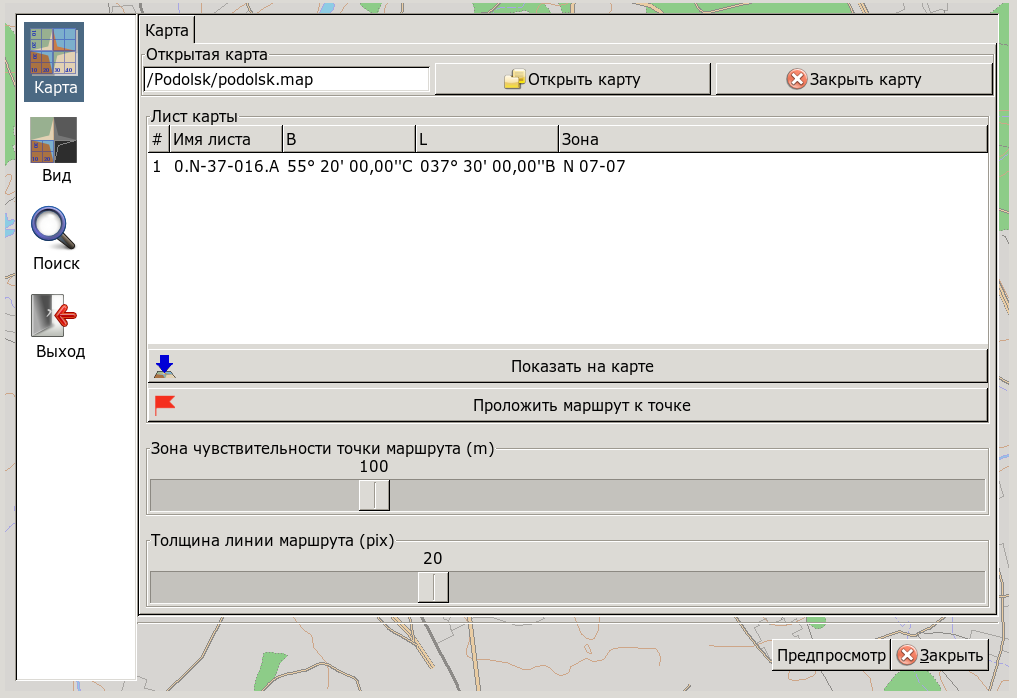 Карта
Вид
Поиск
Выход
Карта
Открытая карта
/Podolsk/podolsk.map
Открыть карту
Закрыть карту
Лист карты
# Имя листа B L Зона
1 0.N-37-016.A 55° 20' 00,00''С 037° 30' 00,00''В N 07-07
Показать на карте
Проложить маршрут к точке
Зона чувствительности точки маршрута (m)
100
Толщина линии маршрута (pix)
20
Предпросмотр
Закрыть